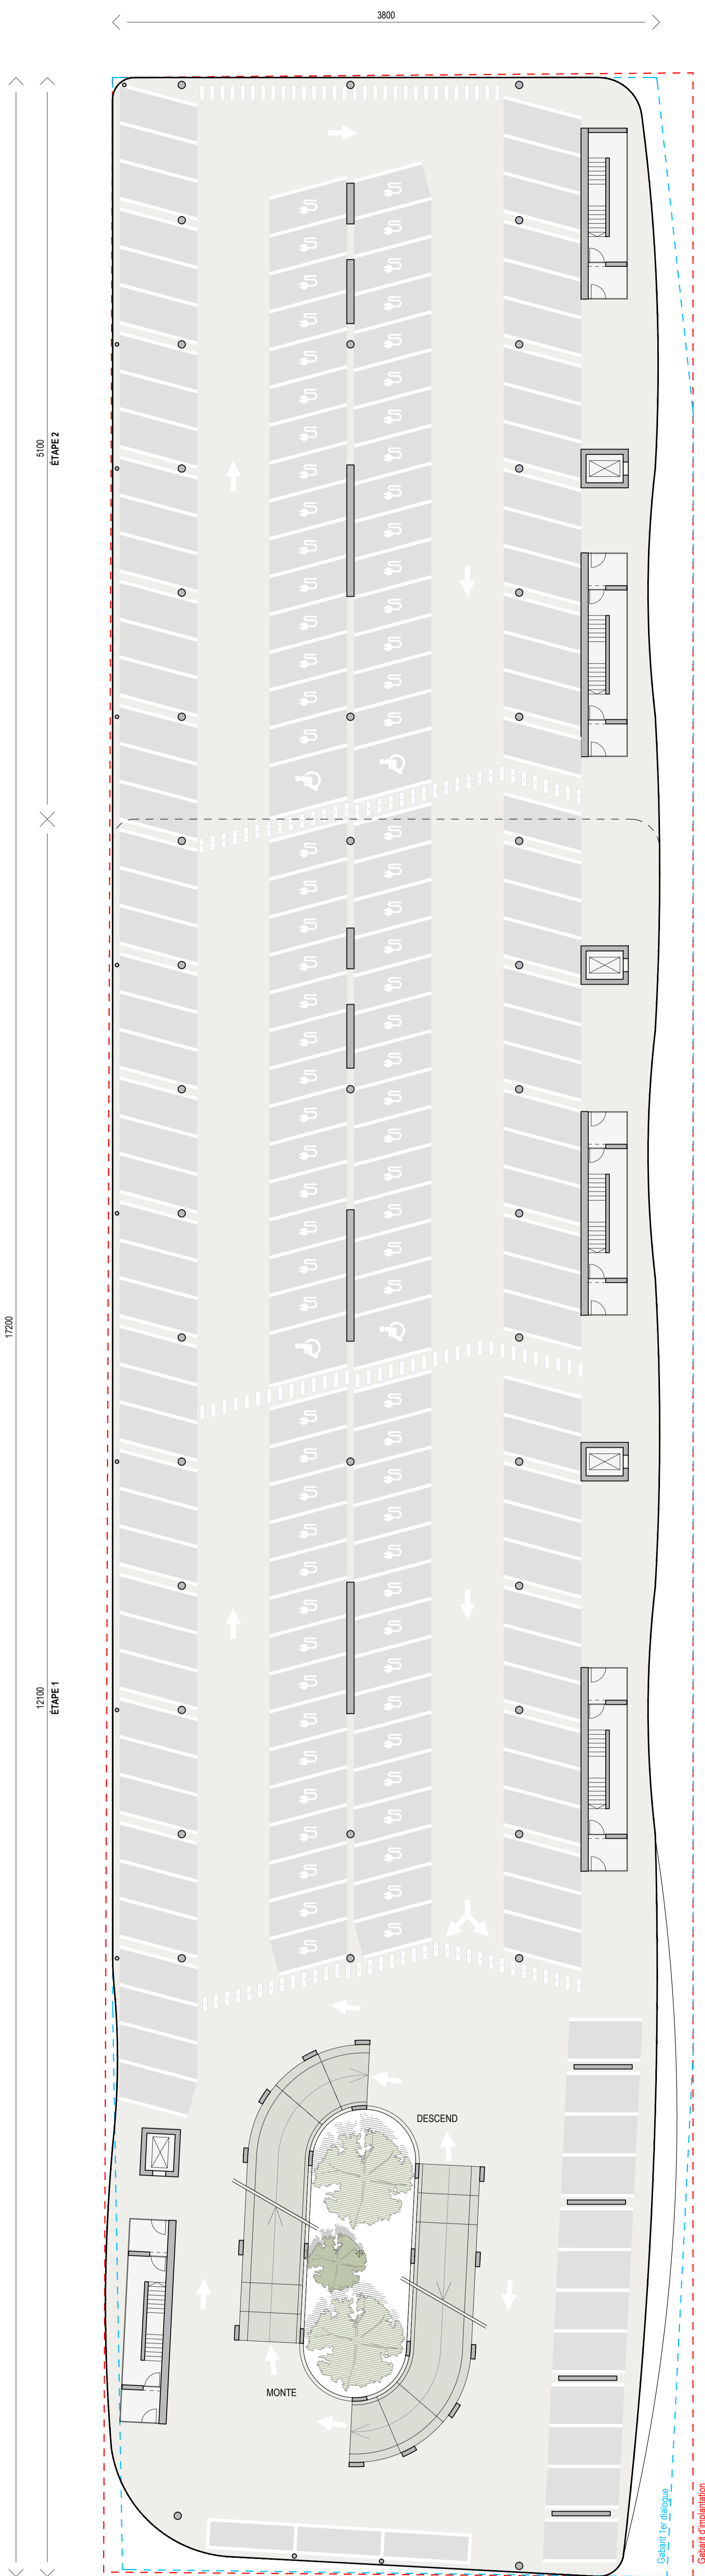 3800
5100
ÉTAPE 2
17200
12100
ÉTAPE 1
DESCEND
MONTE
Gabarit 1er dialogue
Gabarit d'implantation